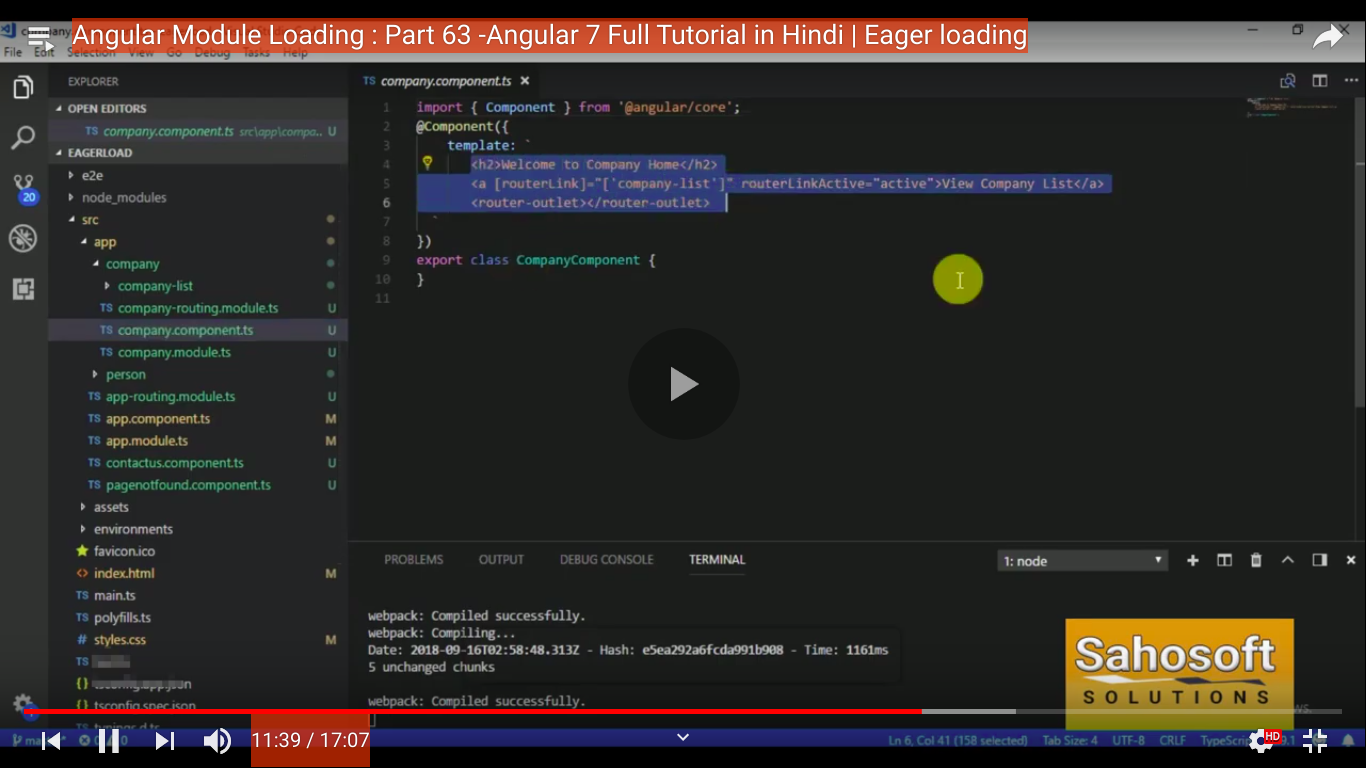 Angular Module Loading : Part 63 -Angular 7 Full Tutorial in Hindi | Eager loading
File Edit Selection View Go Debug Tasks Help
EXPLORER
OPEN EDITORS
TS company.component.ts src\app\compa... U
EAGERLOAD
e2e
node_modules
src
app
company
company-list
TS company-routing.module.ts U
TS company.component.ts U
TS company.module.ts U
person
TS app-routing.module.ts U
TS app.component.ts M
TS app.module.ts M
TS contactus.component.ts U
TS pagenotfound.component.ts U
assets
environments
favicon.ico
<> index.html M
TS main.ts
TS polyfills.ts
# styles.css M
TS
{} tsconfig.app.json
{} tsconfig.spec.json
TS typings.d.ts
20
TS company.component.ts ×
1 import { Component } from '@angular/core';
2 @Component({
3 template: `
4 <h2>Welcome to Company Home</h2>
5 <a [routerLink]="['company-list']" routerLinkActive="active">View Company List</a>
6 <router-outlet></router-outlet>
7 `
8 })
9 export class CompanyComponent {
10 }
11
PROBLEMS OUTPUT DEBUG CONSOLE TERMINAL
1: node
webpack: Compiled successfully.
webpack: Compiling...
Date: 2018-09-16T02:58:48.313Z - Hash: e5ea292a6fcda991b908 - Time: 1161ms
5 unchanged chunks
webpack: Compiled successfully.
Sahosoft
SOLUTIONS
11:39 / 17:07
HD
Ln 6, Col 41 (158 selected) Tab Size: 4 UTF-8 CRLF